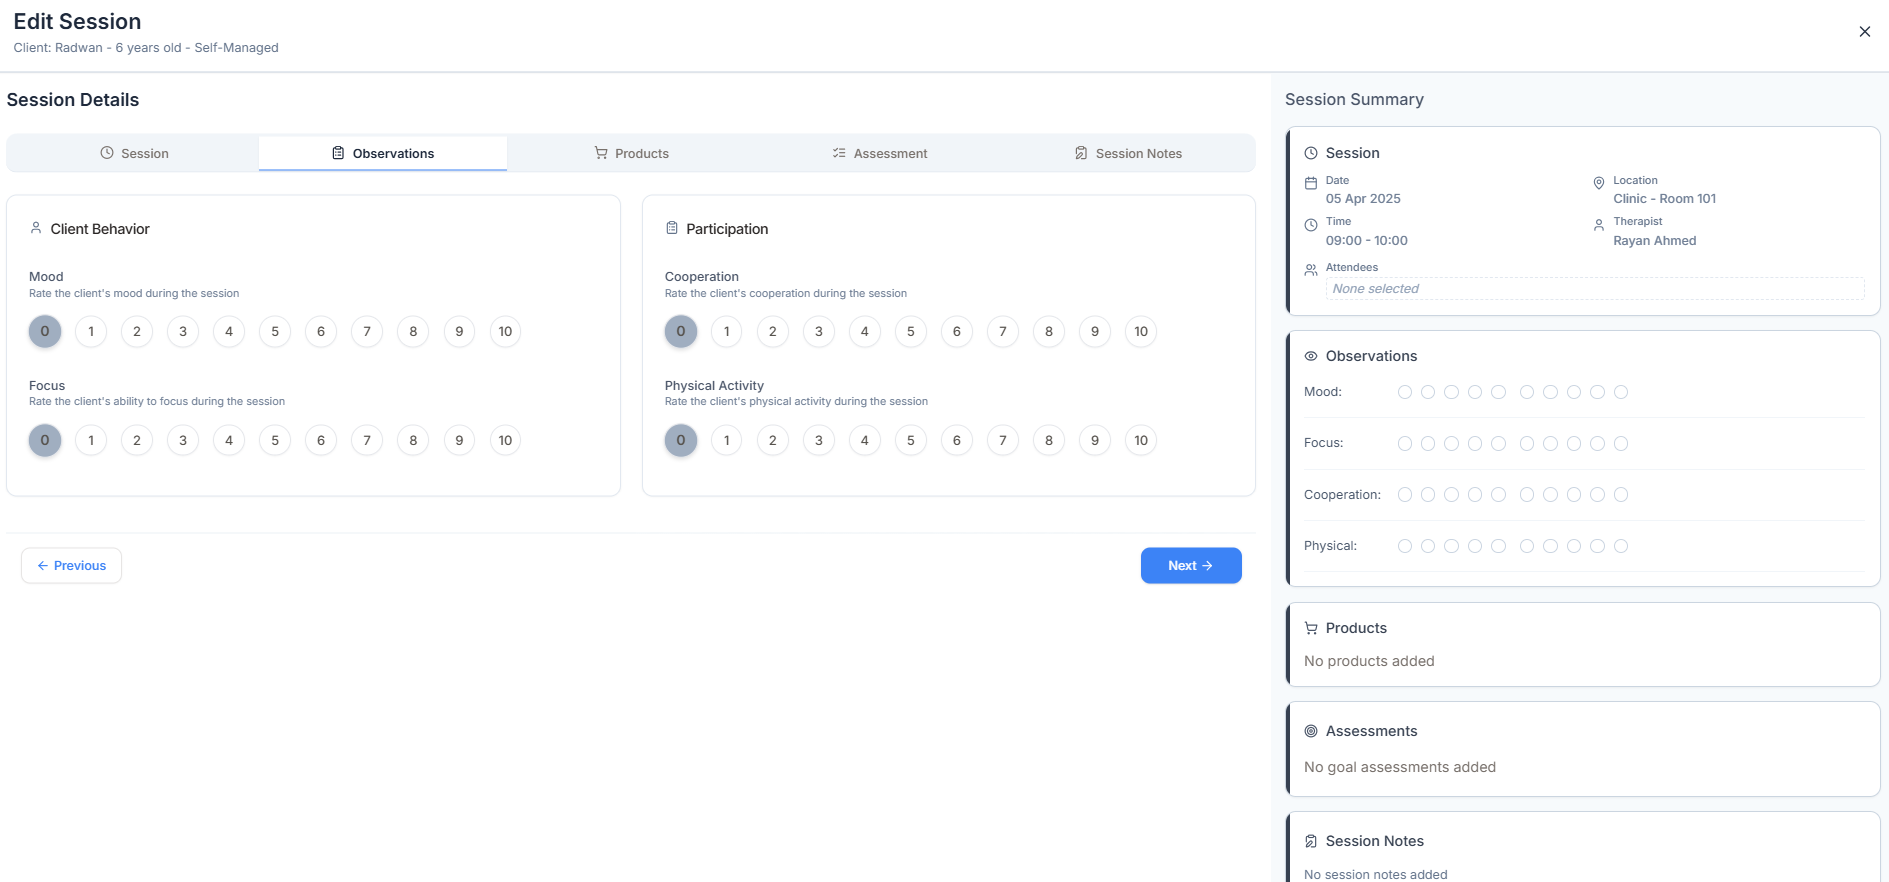 Edit Session
Client: Radwan - 6 years old - Self-Managed
Session Details
Session
Observations
Products
Assessment
Session Notes
Client Behavior
Mood
Rate the client's mood during the session
0 1 2 3 4 5 6 7 8 9 10
Focus
Rate the client's ability to focus during the session
0 1 2 3 4 5 6 7 8 9 10
Participation
Cooperation
Rate the client's cooperation during the session
0 1 2 3 4 5 6 7 8 9 10
Physical Activity
Rate the client's physical activity during the session
0 1 2 3 4 5 6 7 8 9 10
← Previous
Next →
Session Summary
Session
Date
05 Apr 2025
Location
Clinic - Room 101
Time
09:00 - 10:00
Therapist
Rayan Ahmed
Attendees
None selected
Observations
Mood:
Focus:
Cooperation:
Physical:
Products
No products added
Assessments
No goal assessments added
Session Notes
No session notes added